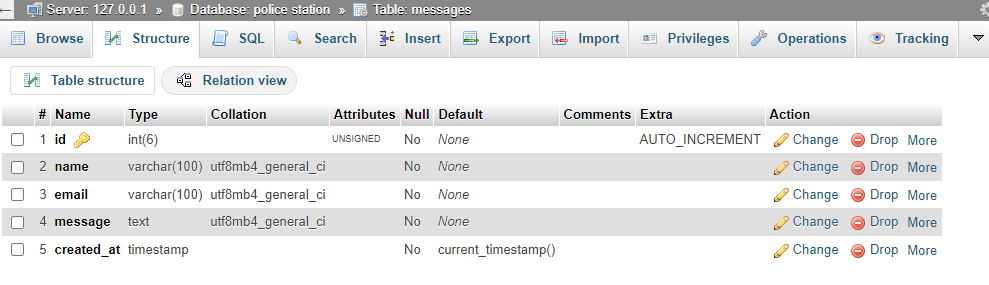 Server: 127.0.0.1 » Database: police station » Table: messages
Browse Structure SQL Search Insert Export Import Privileges Operations Tracking
Table structure Relation view
# Name Type Collation Attributes Null Default Comments Extra Action
1 id int(6) UNSIGNED No None AUTO_INCREMENT Change Drop More
2 name varchar(100) utf8mb4_general_ci No None Change Drop More
3 email varchar(100) utf8mb4_general_ci No None Change Drop More
4 message text utf8mb4_general_ci No None Change Drop More
5 created_at timestamp No current_timestamp() Change Drop More